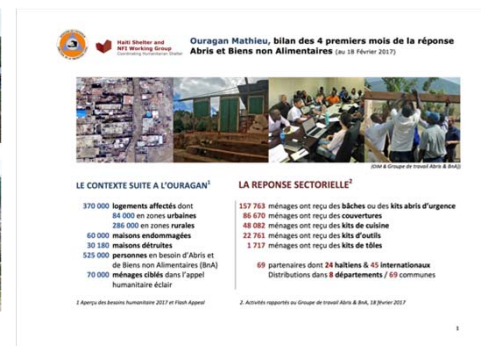 Haiti Shelter and
NFI Working Group
Coordinating Humanitarian Shelter
Ouragan Mathieu, bilan des 4 premiers mois de la réponse
Abris et Biens non Alimentaires (au 18 Février 2017)
(OIM & Groupe de travail Abris & BnA)
LE CONTEXTE SUITE A L'OURAGAN1
370 000 logements affectés dont
84 000 en zones urbaines
286 000 en zones rurales
60 000 maisons endommagées
30 180 maisons détruites
525 000 personnes en besoin d'Abris et
de Biens non Alimentaires (BnA)
70 000 ménages ciblés dans l'appel
humanitaire éclair
1 Aperçu des besoins humanitaire 2017 et Flash Appeal
LA REPONSE SECTORIELLE2
157 763 ménages ont reçu des bâches ou des kits abris d'urgence
86 670 ménages ont reçu des couvertures
48 082 ménages ont reçu des kits de cuisine
22 761 ménages ont reçu des kits d'outils
1 717 ménages ont reçu des kits de tôles
69 partenaires dont 24 haïtiens & 45 internationaux
Distributions dans 8 départements / 69 communes
2. Activités rapportés au Groupe de travail Abris & BnA, 18 février 2017
1